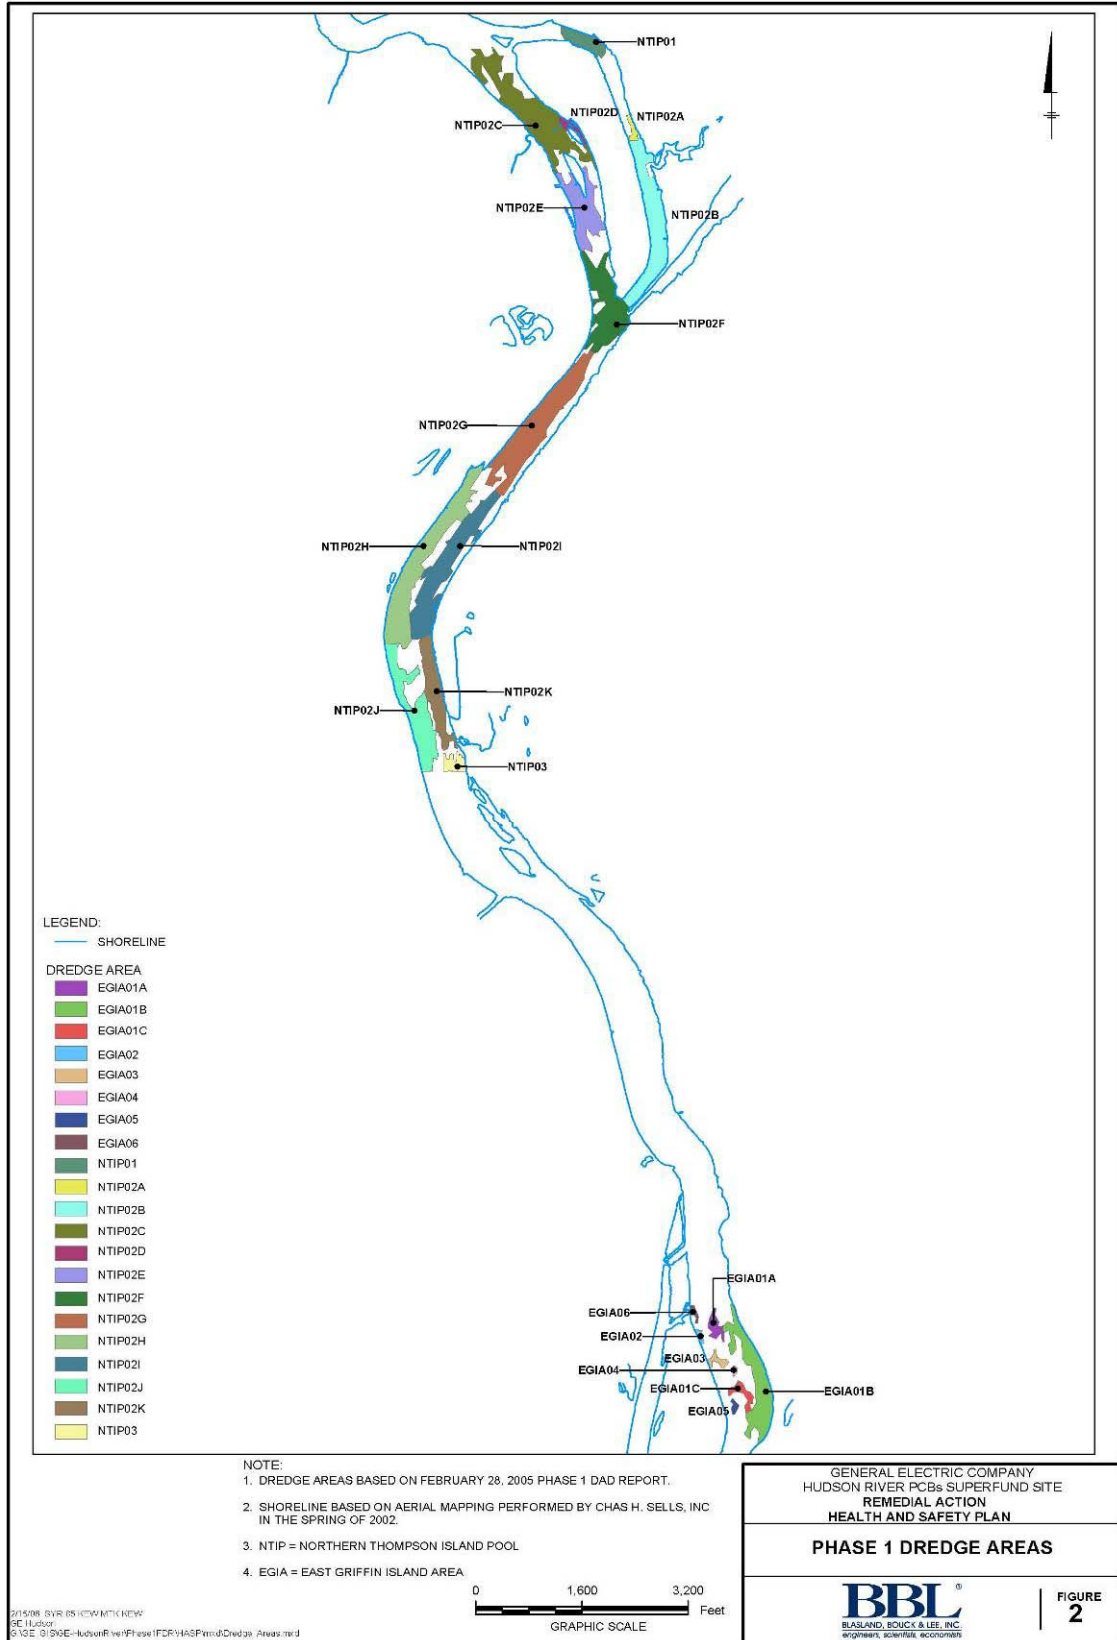 NTIP01
NTIP02D
NTIP02A
NTIP02C
NTIP02E
NTIP02B
NTIP02F
NTIP02G
NTIP02H
NTIP02I
NTIP02K
NTIP02J
NTIP03
LEGEND:
SHORELINE
DREDGE AREA
EGIA01A
EGIA01B
EGIA01C
EGIA02
EGIA03
EGIA04
EGIA05
EGIA06
NTIP01
NTIP02A
NTIP02B
NTIP02C
NTIP02D
NTIP02E
NTIP02F
NTIP02G
NTIP02H
NTIP02I
NTIP02J
NTIP02K
NTIP03
EGIA01A
EGIA06
EGIA02
EGIA03
EGIA04
EGIA01C
EGIA01B
EGIA05
NOTE:
1. DREDGE AREAS BASED ON FEBRUARY 28, 2005 PHASE 1 DAD REPORT.
2. SHORELINE BASED ON AERIAL MAPPING PERFORMED BY CHAS H. SELLS, INC
IN THE SPRING OF 2002.
3. NTIP = NORTHERN THOMPSON ISLAND POOL
4. EGIA = EAST GRIFFIN ISLAND AREA
0 1,600 3,200
Feet
GRAPHIC SCALE
GENERAL ELECTRIC COMPANY
HUDSON RIVER PCBs SUPERFUND SITE
REMEDIAL ACTION
HEALTH AND SAFETY PLAN
PHASE 1 DREDGE AREAS
BBL®
BLASLAND, BOUCK & LEE, INC.
engineers, scientists, economists
FIGURE
2
GE Hudson